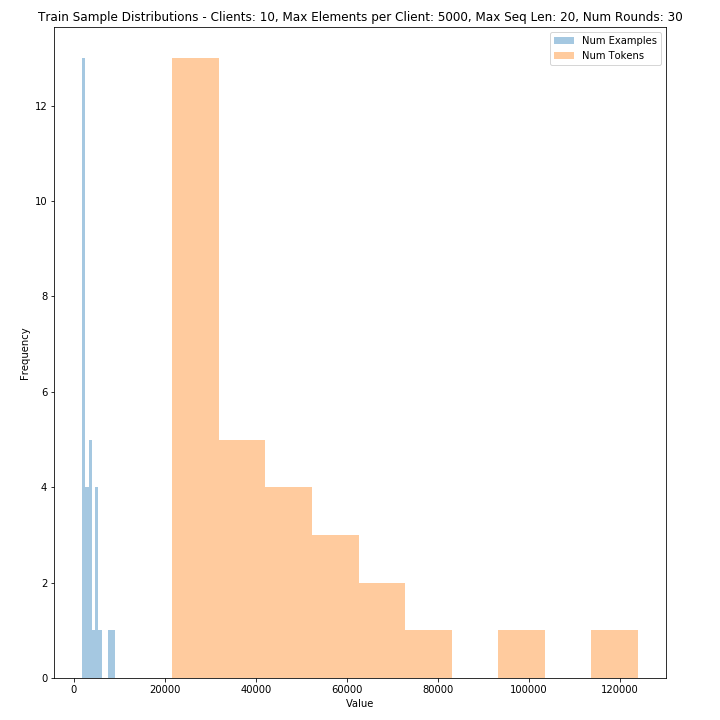 Train Sample Distributions - Clients: 10, Max Elements per Client: 5000, Max Seq Len: 20, Num Rounds: 30
Num Examples
Num Tokens
12
10
8
6
4
2
0
Frequency
0 20000 40000 60000 80000 100000 120000
Value